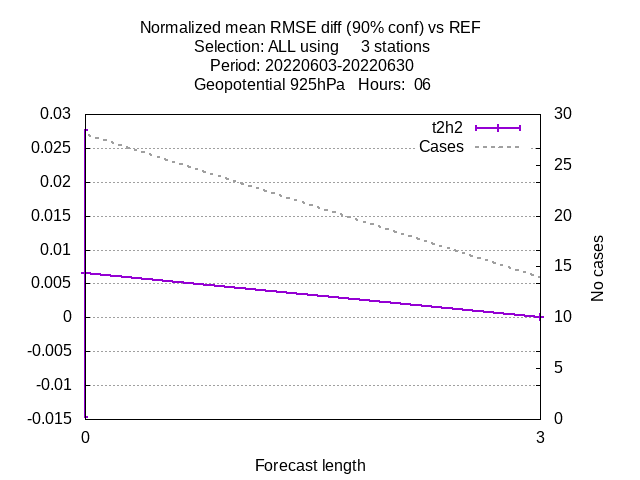 Normalized mean RMSE diff (90% conf) vs REF
Selection: ALL using     3 stations
Period: 20220603-20220630
Geopotential 925hPa   Hours:  06
0.03
0.025
0.02
0.015
0.01
0.005
0
-0.005
-0.01
-0.015
t2h2
Cases
30
25
20
15
10
5
0
No cases
0
3
Forecast length